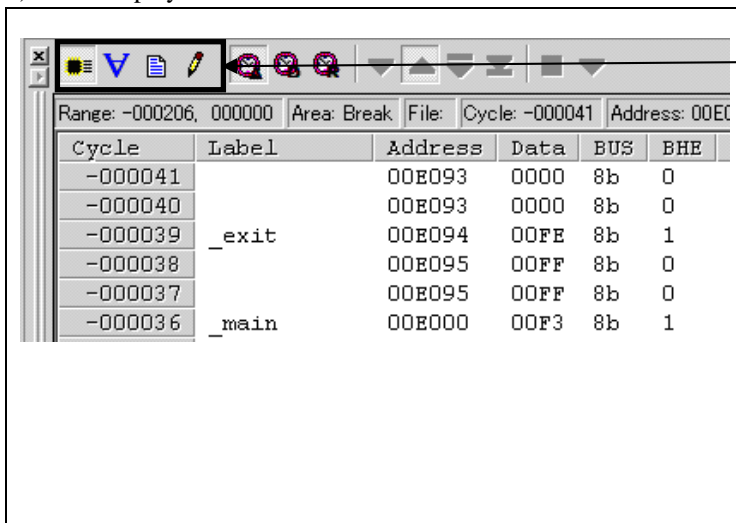 Range: -000206, 000000 Area: Break File: Cycle: -000041 Address: 00E0
Cycle Label Address Data BUS BHE
-000041 00E093 0000 8b 0
-000040 00E093 0000 8b 0
-000039 _exit 00E094 00FE 8b 1
-000038 00E095 00FF 8b 0
-000037 00E095 00FF 8b 0
-000036 _main 00E000 00F3 8b 1